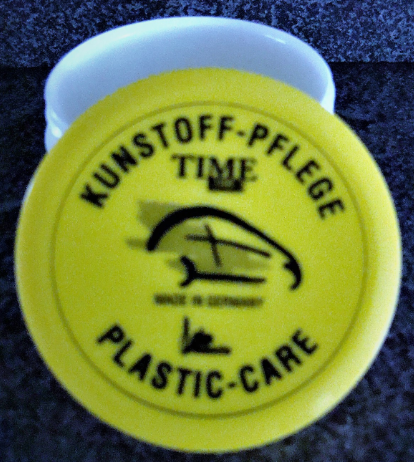 KUNSTOFF-PFLEGE
TIME
MADE IN GERMANY
PLASTIC-CARE